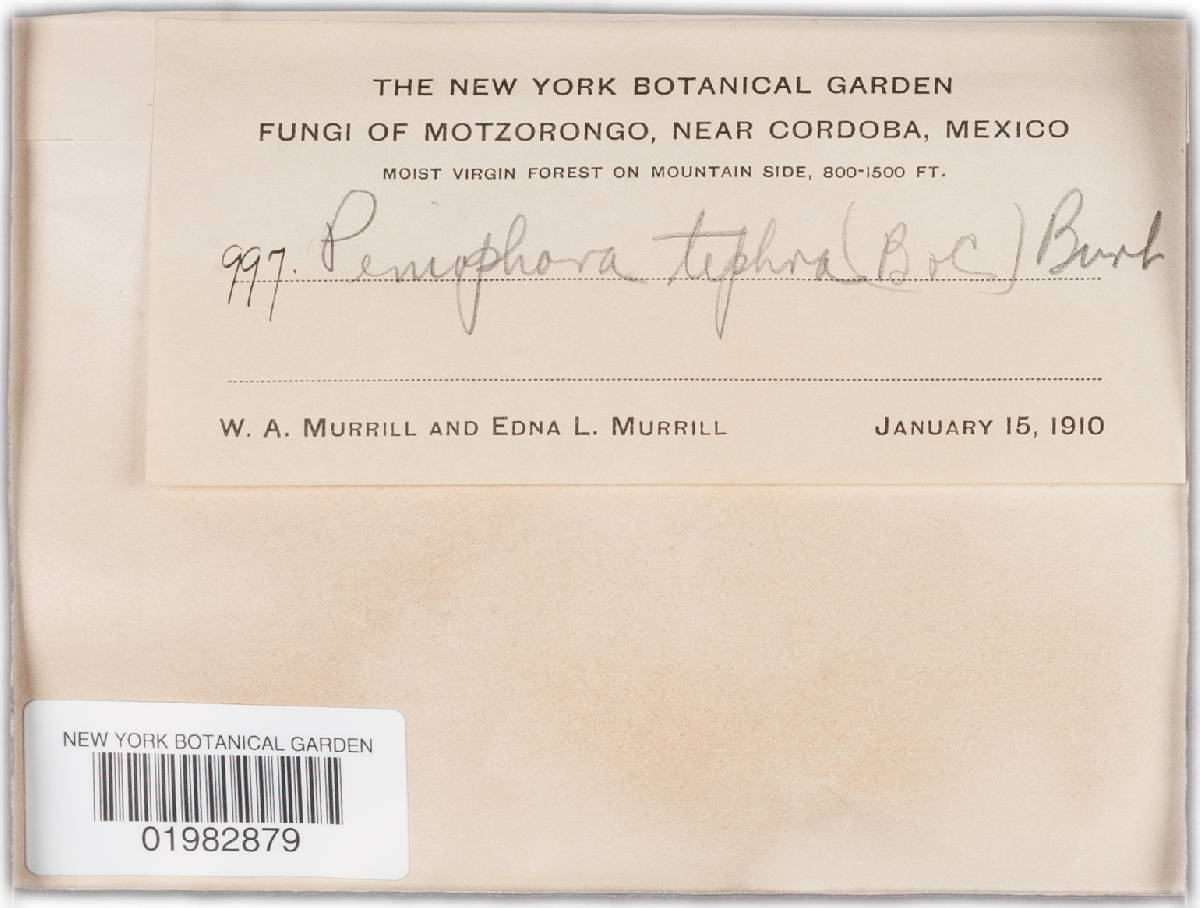 THE NEW YORK BOTANICAL GARDEN
FUNGI OF MOTZORONGO, NEAR CORDOBA, MEXICO
MOIST VIRGIN FOREST ON MOUNTAIN SIDE, 800-1500 FT.
997. Peniophora tephra (B & C) Burt
W. A. MURRILL AND EDNA L. MURRILL JANUARY 15, 1910
NEW YORK BOTANICAL GARDEN
01982879